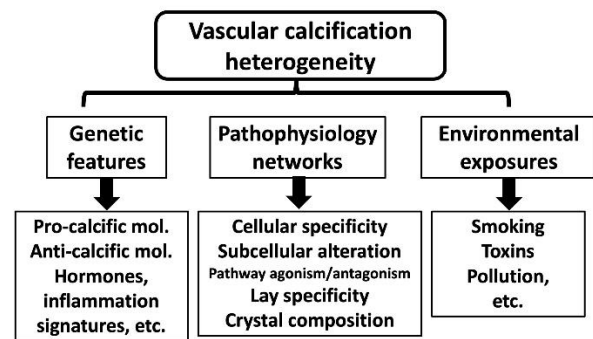 Vascular calcification
heterogeneity
Genetic
features
Pathophysiology
networks
Environmental
exposures
Pro-calcific mol.
Anti-calcific mol.
Hormones,
inflammation
signatures, etc.
Cellular specificity
Subcellular alteration
Pathway agonism/antagonism
Lay specificity
Crystal composition
Smoking
Toxins
Pollution,
etc.